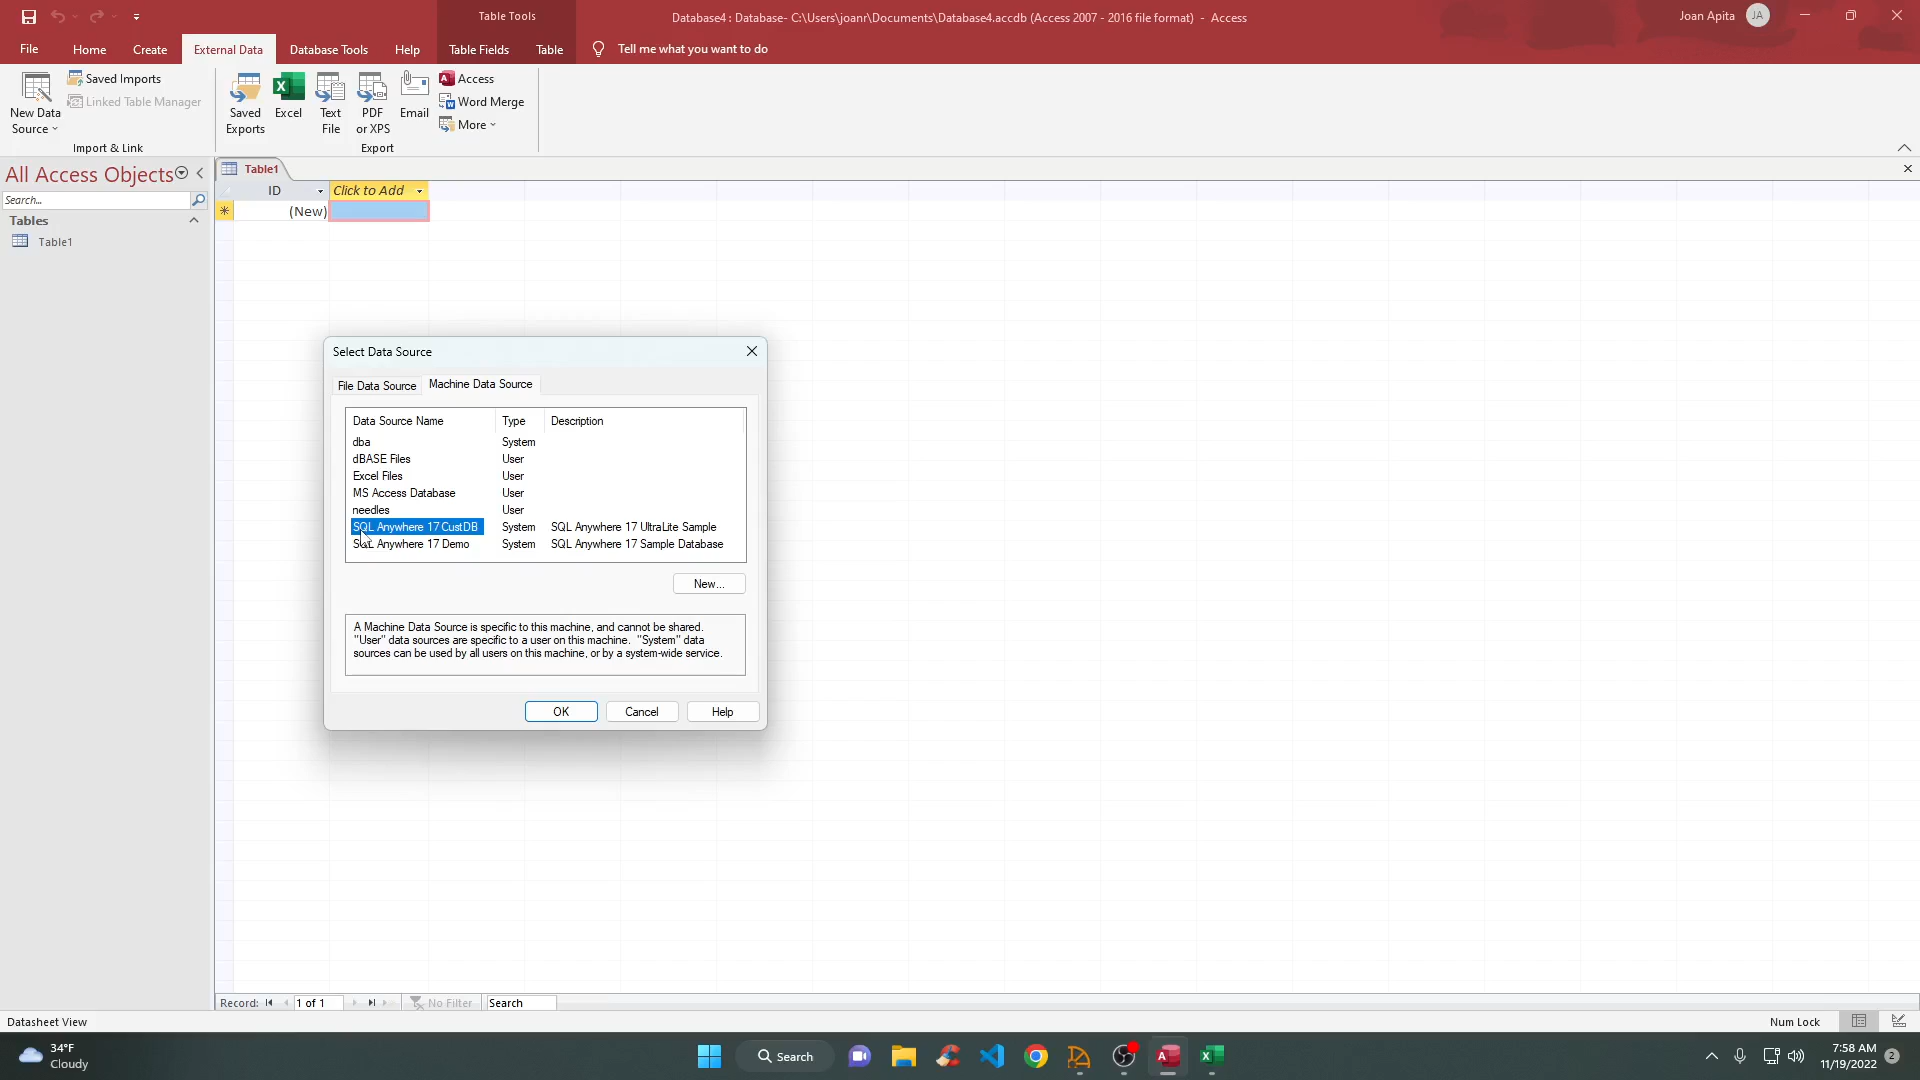 Table Tools
Database4 : Database- C:\Users\joanr\Documents\Database4.accdb (Access 2007 - 2016 file format) - Access
Joan Apita JA
File Home Create External Data Database Tools Help Table Fields Table Tell me what you want to do
New Data Source
Saved Imports
Linked Table Manager
Saved Exports
Excel
Text File
PDF or XPS
Email
Access
Word Merge
More
Import & Link
Export
All Access Objects
Search...
Tables
Table1
Table1
ID Click to Add
(New)
Select Data Source
File Data Source Machine Data Source
Data Source Name Type Description
dba System
dBASE Files User
Excel Files User
MS Access Database User
needles User
SQL Anywhere 17 CustDB System SQL Anywhere 17 UltraLite Sample
SQL Anywhere 17 Demo System SQL Anywhere 17 Sample Database
New...
A Machine Data Source is specific to this machine, and cannot be shared.
"User" data sources are specific to a user on this machine. "System" data
sources can be used by all users on this machine, or by a system-wide service.
OK Cancel Help
Record: 1 of 1 No Filter Search
Datasheet View
Num Lock
34°F
Cloudy
Search
7:58 AM
11/19/2022
2